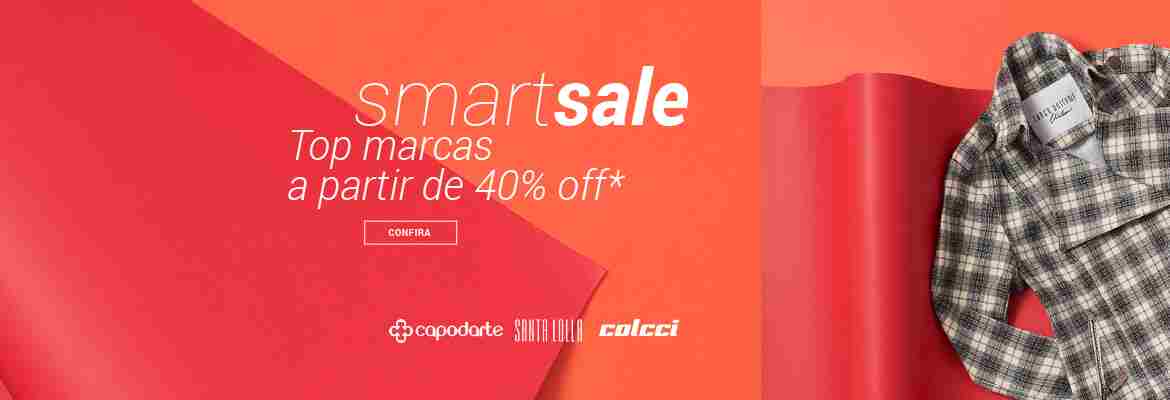 smartsale
Top marcas
a partir de 40% off*
CONFIRA
capodarte SANTA LOLLA colcci